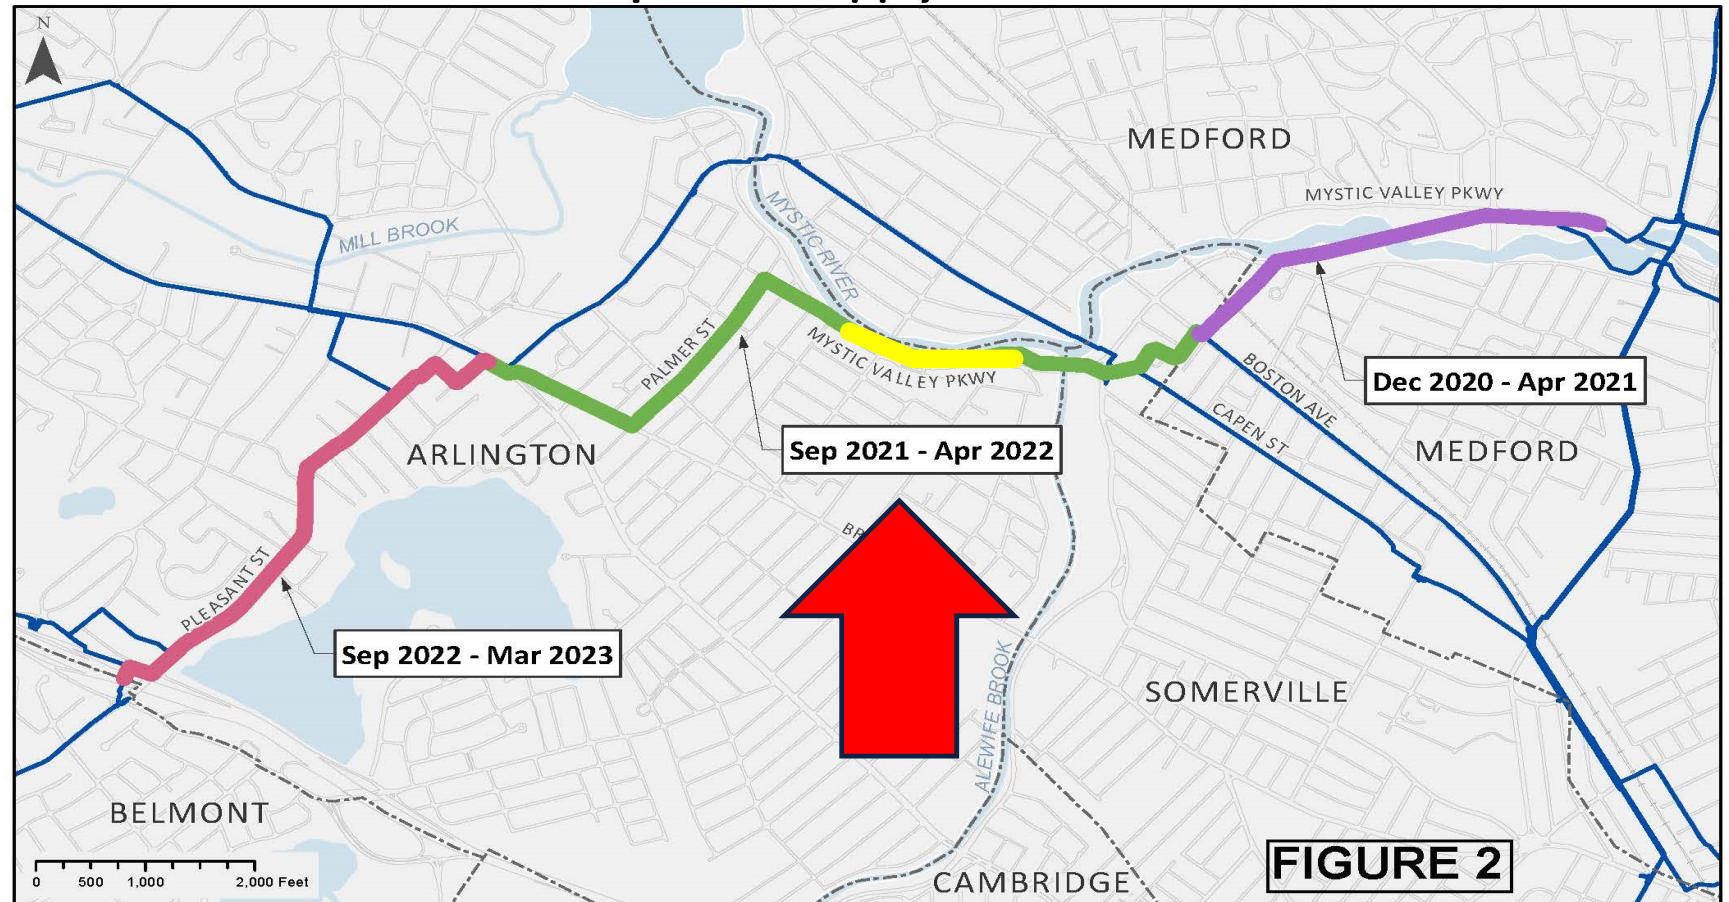 N
MEDFORD
MYSTIC VALLEY PKWY
MYSTIC RIVER
MILL BROOK
PALMER ST
MYSTIC VALLEY PKWY
Dec 2020 - Apr 2021
BOSTON AVE
CAPEN ST
ARLINGTON
Sep 2021 - Apr 2022
MEDFORD
PLEASANT ST
Sep 2022 - Mar 2023
ALEWIFE BROOK
SOMERVILLE
BELMONT
0 500 1,000 2,000 Feet
CAMBRIDGE
FIGURE 2